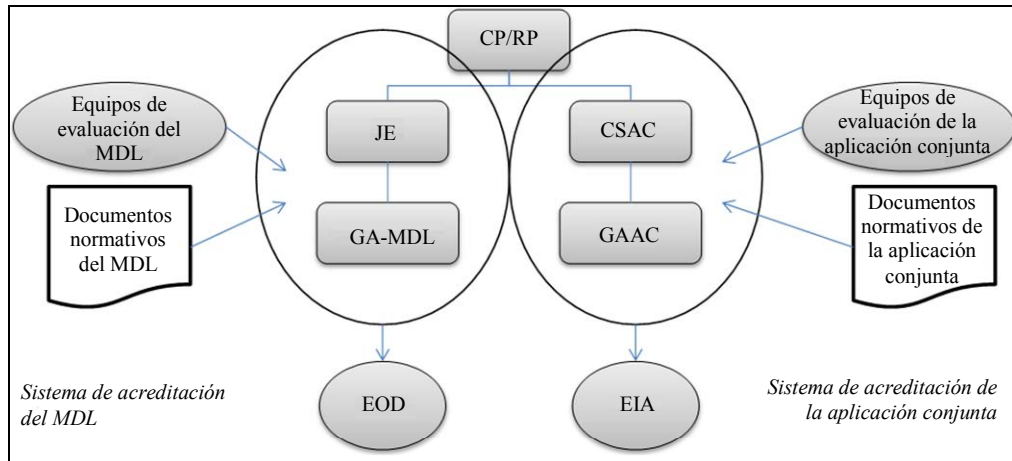 CP/RP
Equipos de
evaluación del
MDL
JE
CSAC
Equipos de
evaluación de la
aplicación conjunta
Documentos
normativos
del MDL
GA-MDL
GAAC
Documentos
normativos de
la aplicación
conjunta
Sistema de acreditación
del MDL
EOD
EIA
Sistema de acreditación de
la aplicación conjunta